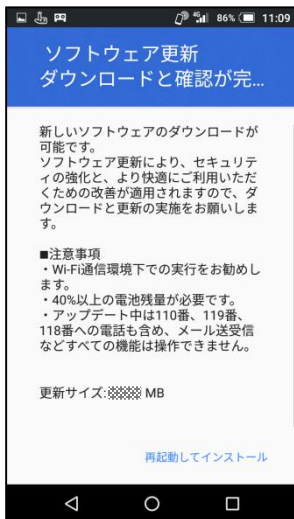 4G 86% 11:09
ソフトウェア更新
ダウンロードと確認が完...
新しいソフトウェアのダウンロードが
可能です。
ソフトウェア更新により、セキュリテ
ィの強化と、より快適にご利用いただ
くための改善が適用されますので、ダ
ウンロードと更新の実施をお願いしま
す。
■注意事項
・Wi-Fi通信環境下での実行をお勧めし
ます。
・40%以上の電池残量が必要です。
・アップデート中は110番、119番、
118番への電話も含め、メール送受信
などすべての機能は操作できません。
更新サイズ: MB
再起動してインストール